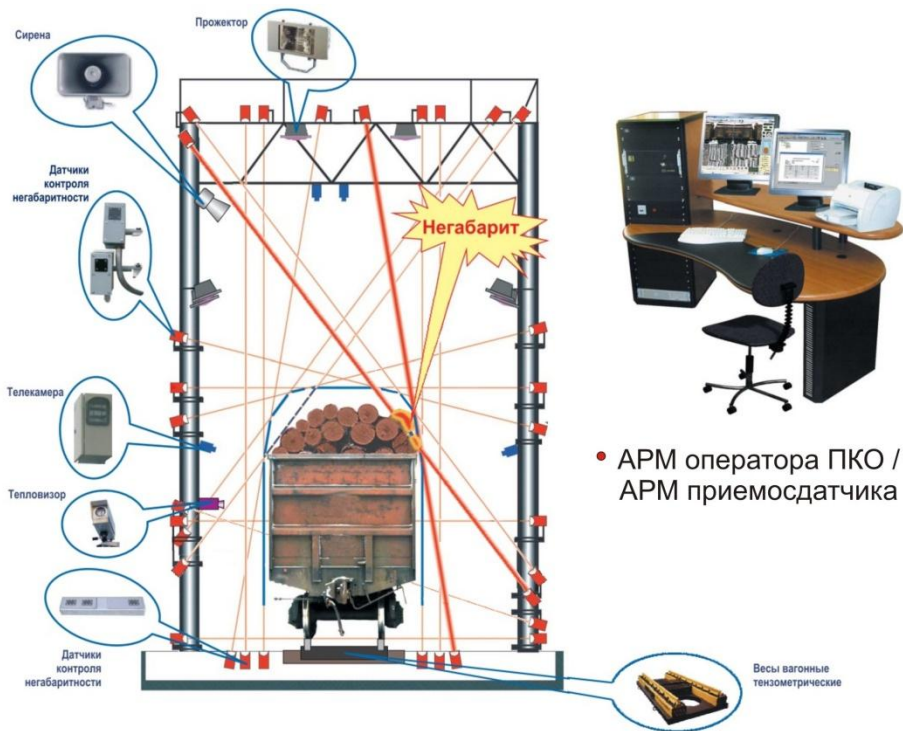 Прожектор
Сирена
Датчики
контроля
негабаритности
Негабарит
Телекамера
Тепловизор
• АРМ оператора ПКО /
АРМ приемосдатчика
Датчики
контроля
негабаритности
Весы вагонные
тензометрические